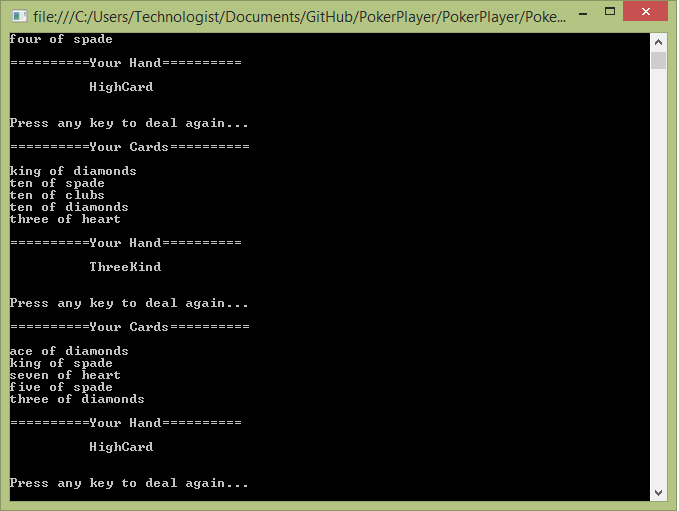 file:///C:/Users/Technologist/Documents/GitHub/PokerPlayer/PokerPlayer/Poke...
four of spade
==========Your Hand==========
HighCard
Press any key to deal again...
==========Your Cards==========
king of diamonds
ten of spade
ten of clubs
ten of diamonds
three of heart
==========Your Hand==========
ThreeKind
Press any key to deal again...
==========Your Cards==========
ace of diamonds
king of spade
seven of heart
five of spade
three of diamonds
==========Your Hand==========
HighCard
Press any key to deal again...